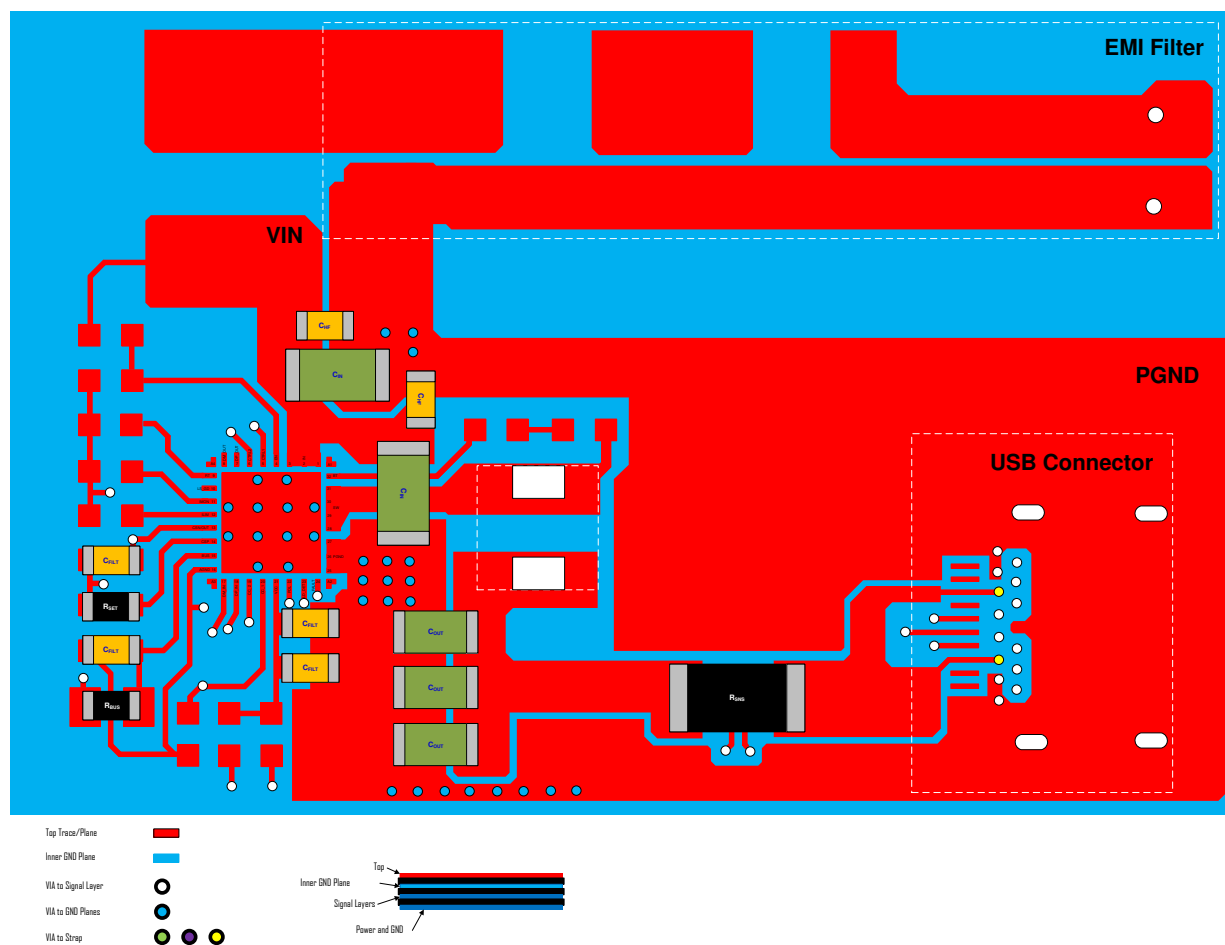 EMI Filter
VIN
CHF
CIN
PGND
CHF
USB Connector
CIN
CFILT
RSET
CFILT
COUT
CFILT
CFILT
COUT
RSNS
RBUS
COUT
Top Trace/Plane
Inner GND Plane
VIA to Signal Layer
VIA to GND Planes
VIA to Strap
Top
Inner GND Plane
Signal Layers
Power and GND